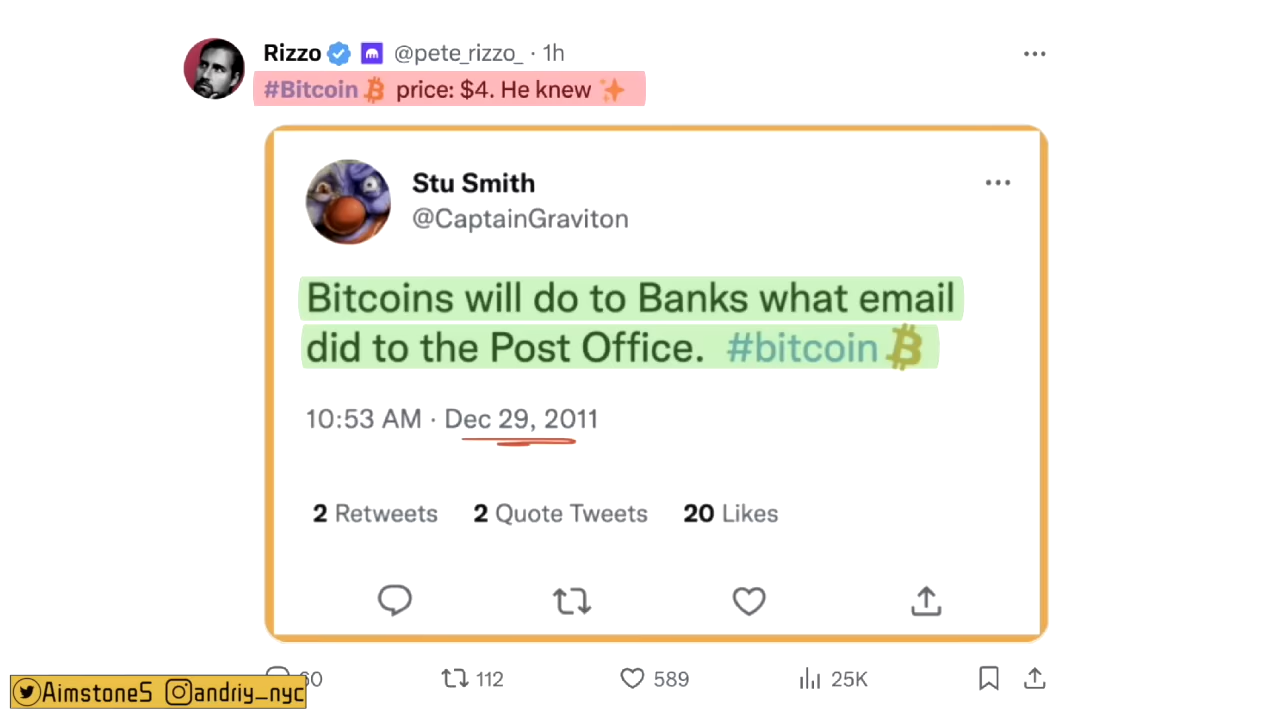 Rizzo @pete_rizzo_ · 1h
#Bitcoin price: $4. He knew ✨
Stu Smith
@CaptainGraviton
Bitcoins will do to Banks what email
did to the Post Office. #bitcoin
10:53 AM · Dec 29, 2011
2 Retweets 2 Quote Tweets 20 Likes
112 589 25K
AimstoneS andriy_nyc